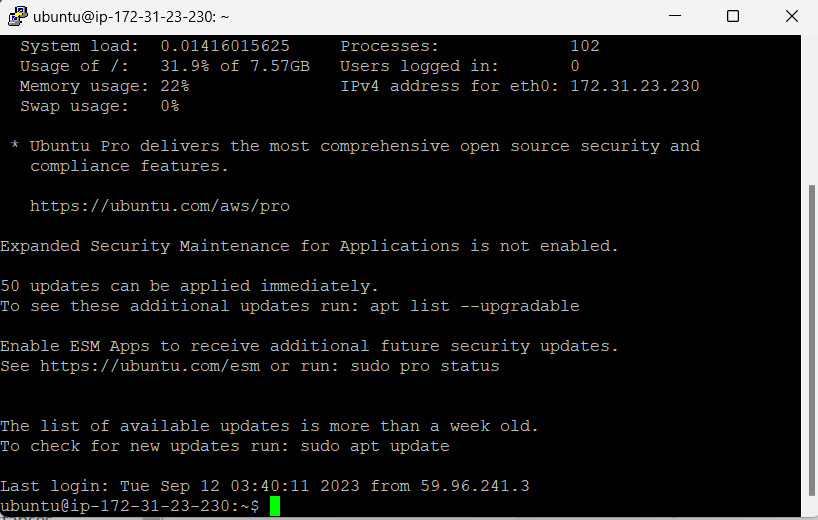 ubuntu@ip-172-31-23-230: ~
System load: 0.01416015625 Processes: 102
Usage of /: 31.9% of 7.57GB Users logged in: 0
Memory usage: 22% IPv4 address for eth0: 172.31.23.230
Swap usage: 0%
* Ubuntu Pro delivers the most comprehensive open source security and
compliance features.
https://ubuntu.com/aws/pro
Expanded Security Maintenance for Applications is not enabled.
50 updates can be applied immediately.
To see these additional updates run: apt list --upgradable
Enable ESM Apps to receive additional future security updates.
See https://ubuntu.com/esm or run: sudo pro status
The list of available updates is more than a week old.
To check for new updates run: sudo apt update
Last login: Tue Sep 12 03:40:11 2023 from 59.96.241.3
ubuntu@ip-172-31-23-230:~$